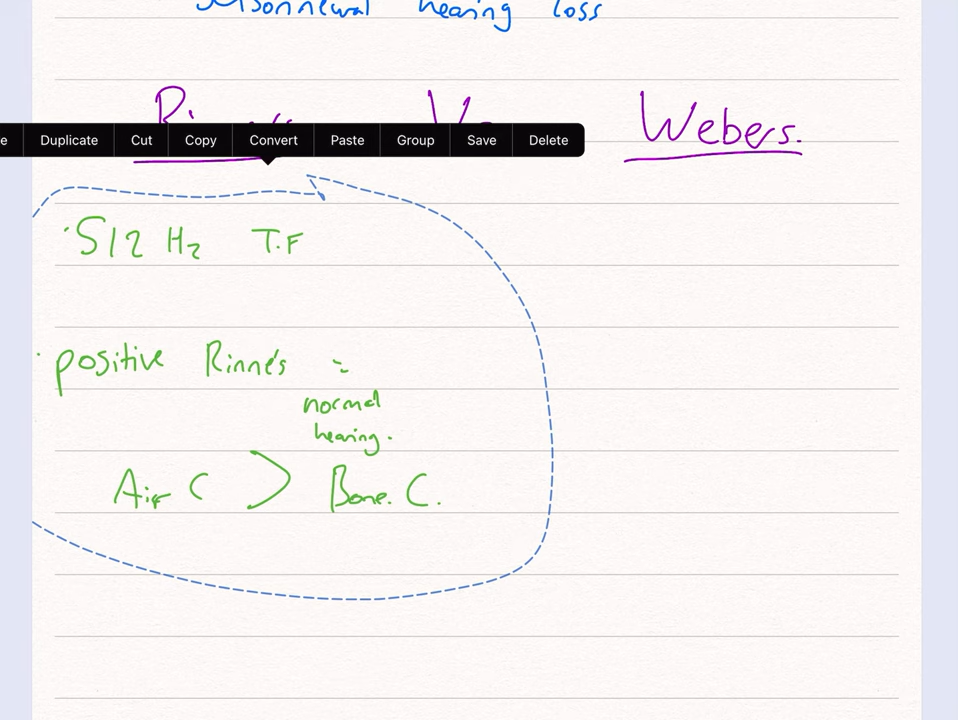 hearing loss
Webers.
Duplicate Cut Copy Convert Paste Group Save Delete
·512 Hz T.F
·positive Rinne's =
normal
hearing.
Air C > Bone. C.